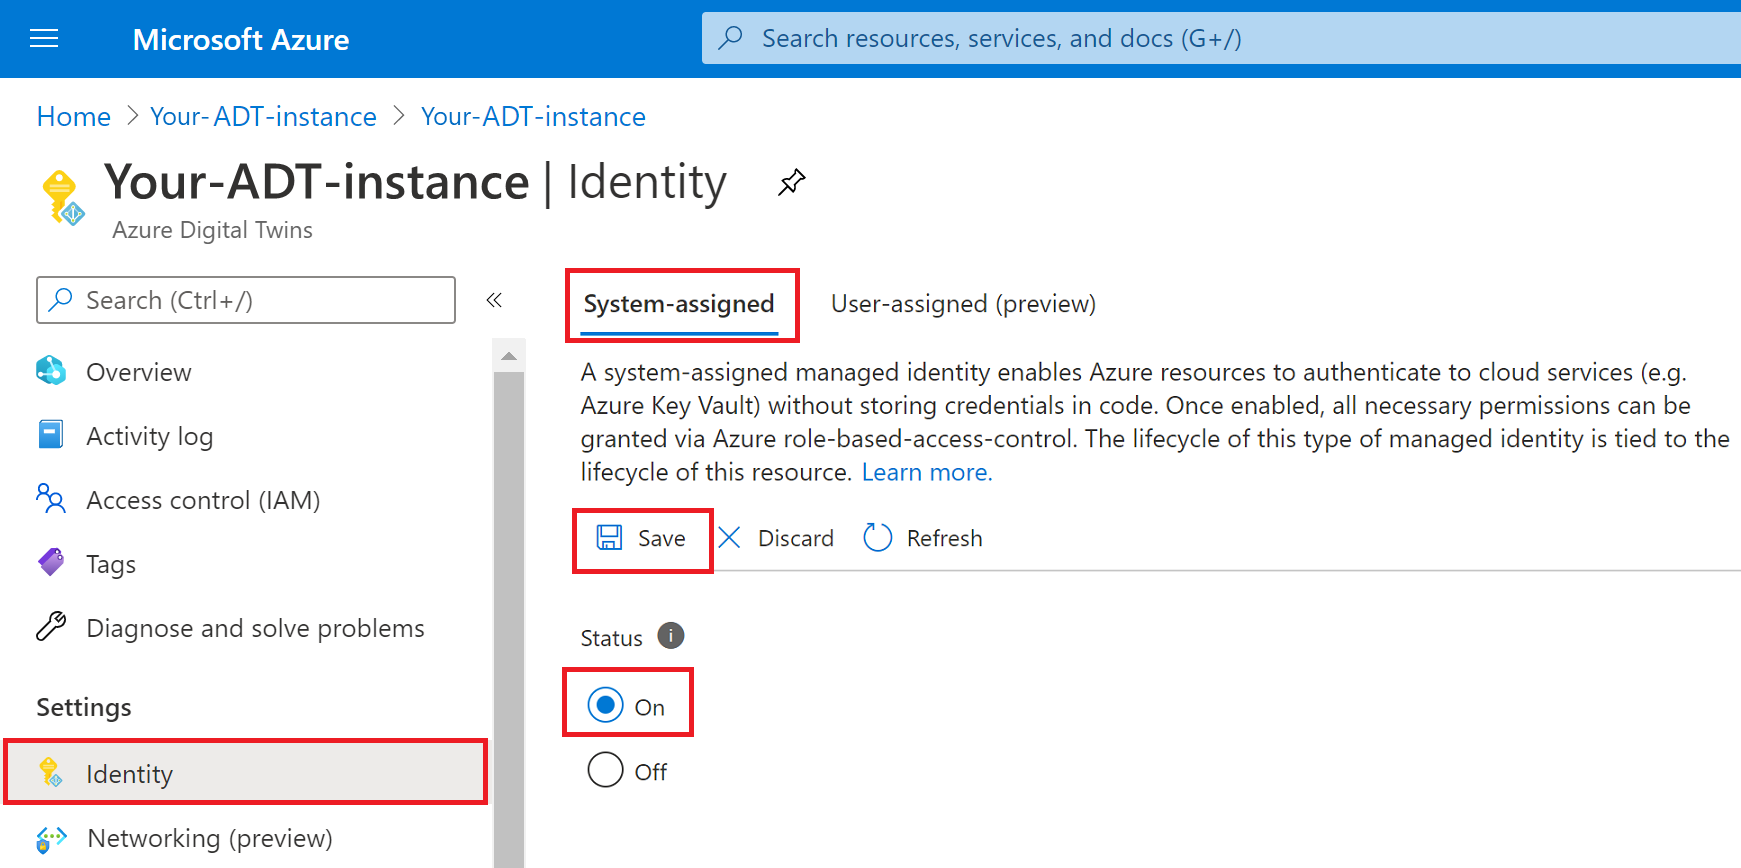 Microsoft Azure
Search resources, services, and docs (G+/)
Home > Your-ADT-instance > Your-ADT-instance
Your-ADT-instance | Identity
Azure Digital Twins
Search (Ctrl+/)
«
Overview
Activity log
Access control (IAM)
Tags
Diagnose and solve problems
Settings
Identity
Networking (preview)
System-assigned User-assigned (preview)
A system-assigned managed identity enables Azure resources to authenticate to cloud services (e.g.
Azure Key Vault) without storing credentials in code. Once enabled, all necessary permissions can be
granted via Azure role-based-access-control. The lifecycle of this type of managed identity is tied to the
lifecycle of this resource. Learn more.
Save Discard Refresh
Status i
On
Off